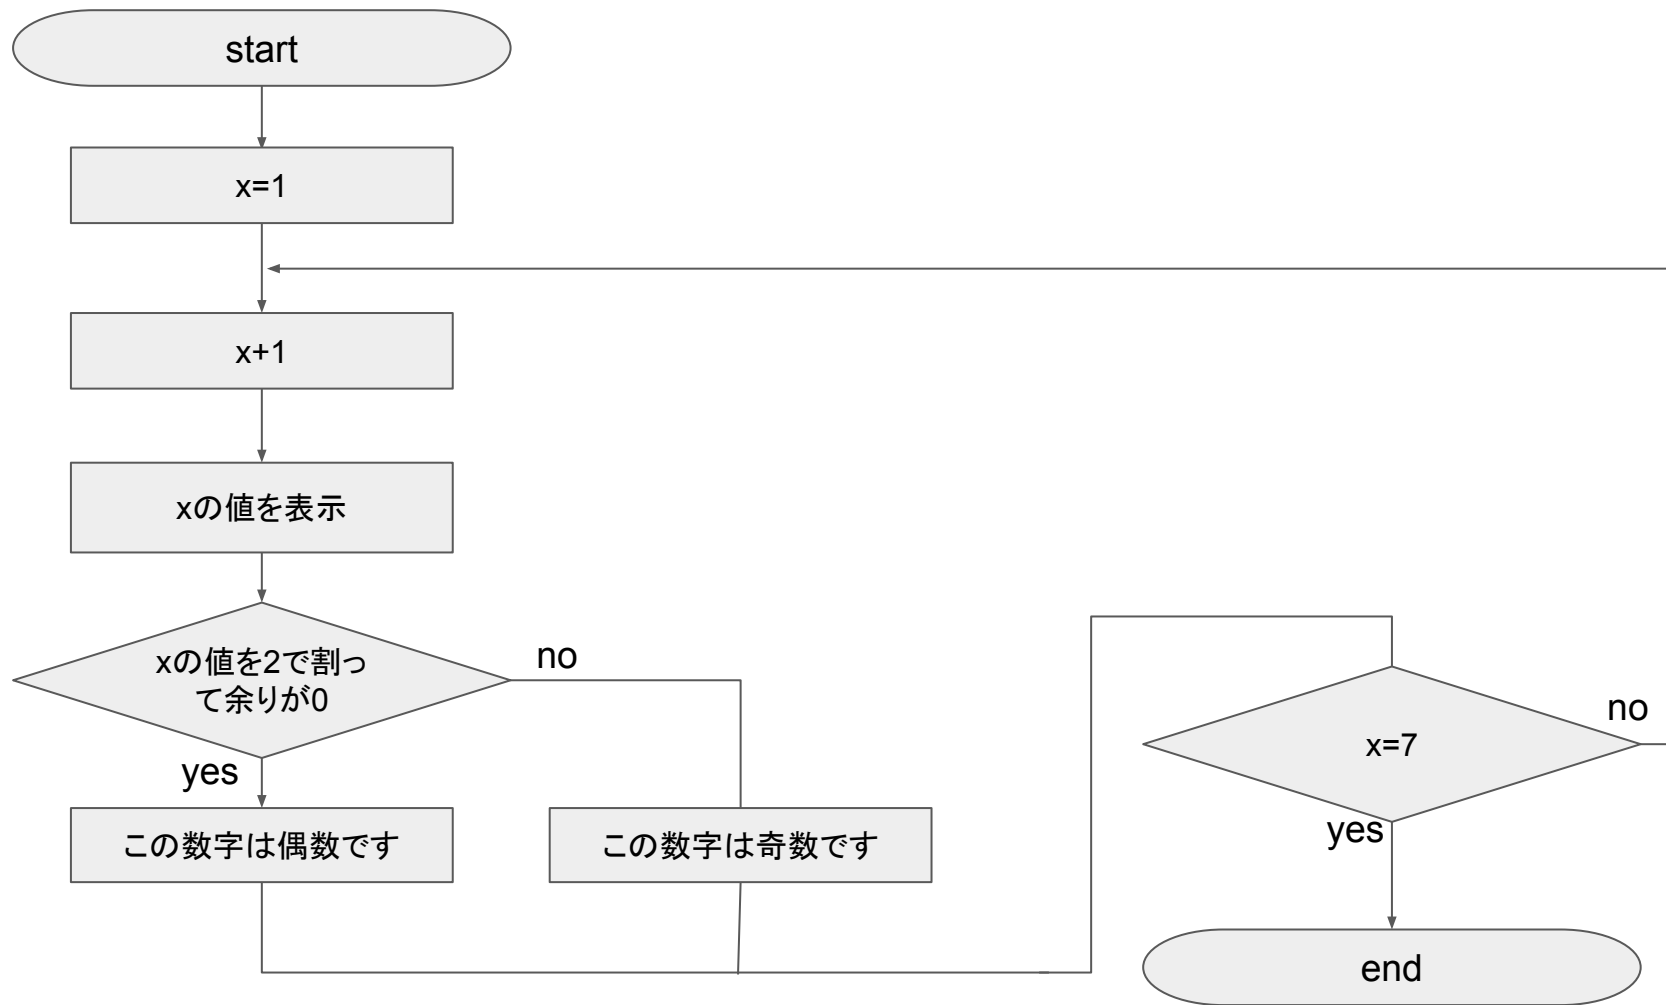 start
x=1
x+1
xの値を表示
xの値を2で割っ
て余りが0
no
yes
この数字は偶数です
この数字は奇数です
x=7
no
yes
end